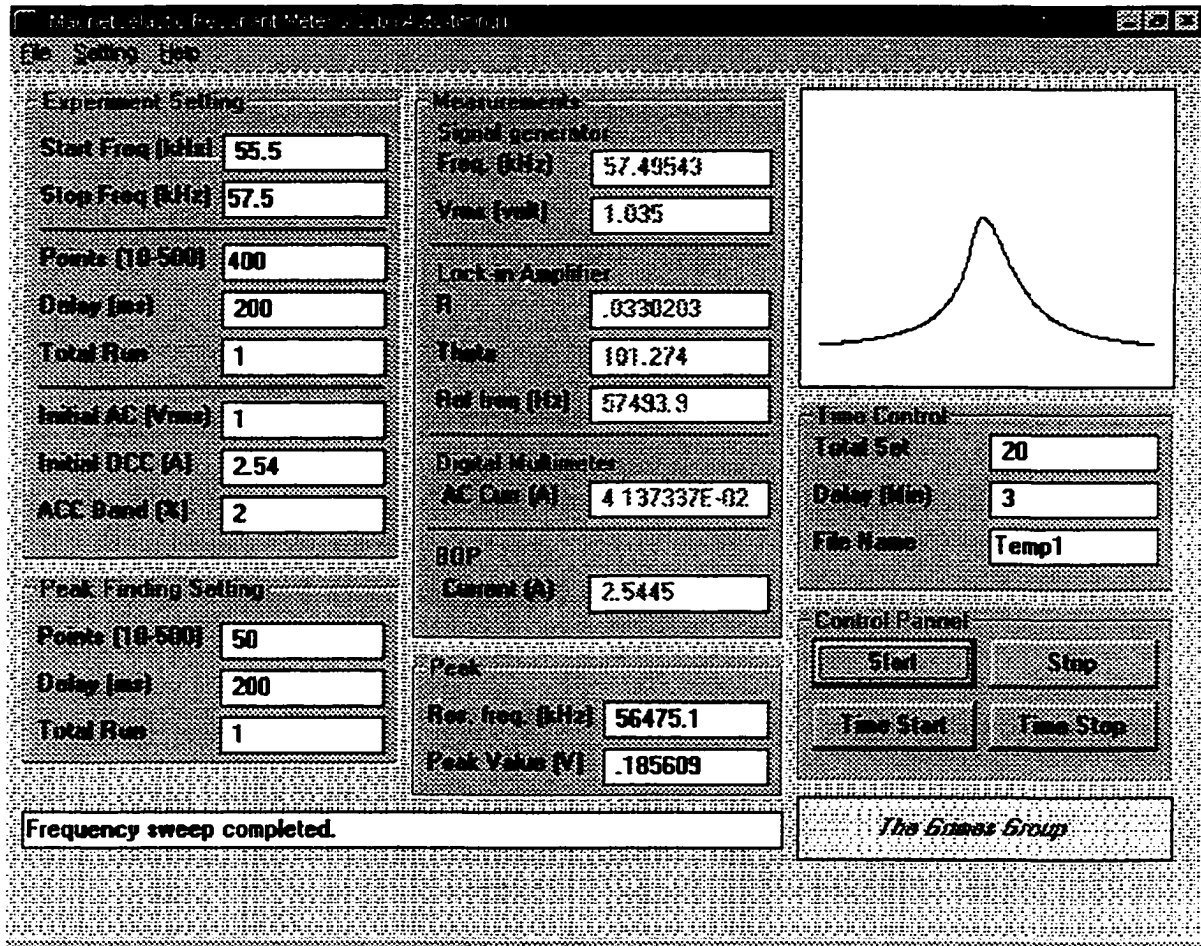 Magnetoelastic Resonant Meter
File Setting Help
Experiment Setting
Start Freq (kHz) 55.5
Stop Freq (kHz) 57.5
Points (10-500) 400
Delay (ms) 200
Total Run 1
Initial AC (Vrms) 1
Initial DCC (A) 2.54
ACC Band (%) 2
Peak Finding Setting
Points (10-500) 50
Delay (ms) 200
Total Run 1
Frequency sweep completed.
Measurements
Signal generator
Freq. (kHz) 57.49543
Vrms (volt) 1.035
Lock in Amplifier
R .0330203
Theta 101.274
Ref freq (Hz) 57493.9
Digital Multimeter
AC Curr (A) 4.137337E-02
BOP
Current (A) 2.5445
Peak
Res. freq. (kHz) 56475.1
Peak Value (V) .185609
Time Control
Total Set 20
Delay (Min) 3
File Name Temp1
Control Pannel
Start Stop
Time Start Time Stop
The Grimes Group